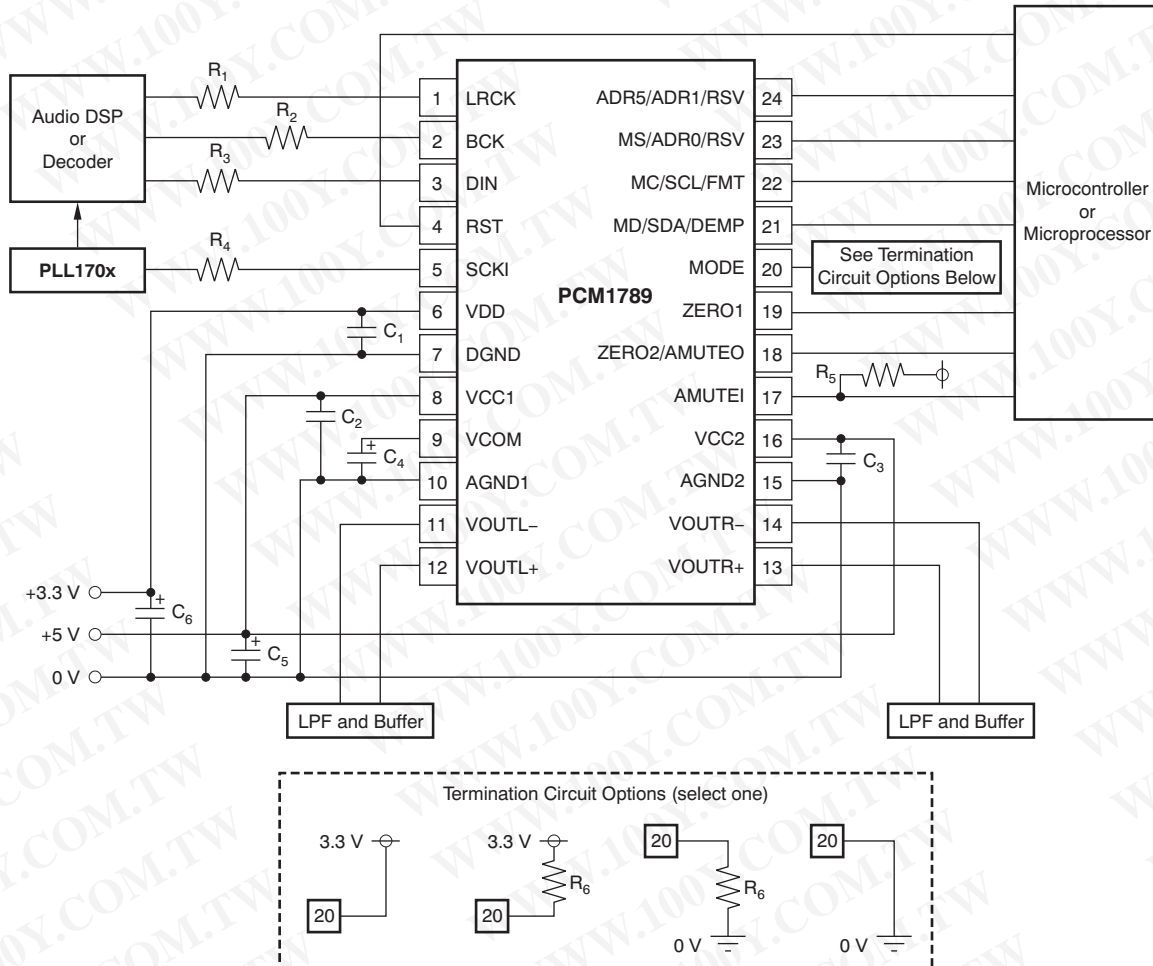 Audio DSP
or
Decoder
PLL170x
R1
R2
R3
R4
1 LRCK
2 BCK
3 DIN
4 RST
5 SCKI
6 VDD
7 DGND
8 VCC1
9 VCOM
10 AGND1
11 VOUTL−
12 VOUTL+
PCM1789
ADR5/ADR1/RSV 24
MS/ADR0/RSV 23
MC/SCL/FMT 22
MD/SDA/DEMP 21
MODE 20
ZERO1 19
ZERO2/AMUTEO 18
AMUTEI 17
VCC2 16
AGND2 15
VOUTR− 14
VOUTR+ 13
See Termination
Circuit Options Below
Microcontroller
or
Microprocessor
R5
C1
C2
+
C4
C3
+3.3 V
+
C6
+5 V
+
C5
0 V
LPF and Buffer
LPF and Buffer
Termination Circuit Options (select one)
3.3 V
20
3.3 V
R6
20
20
R6
0 V
20
0 V
WWW.100Y.COM.TW